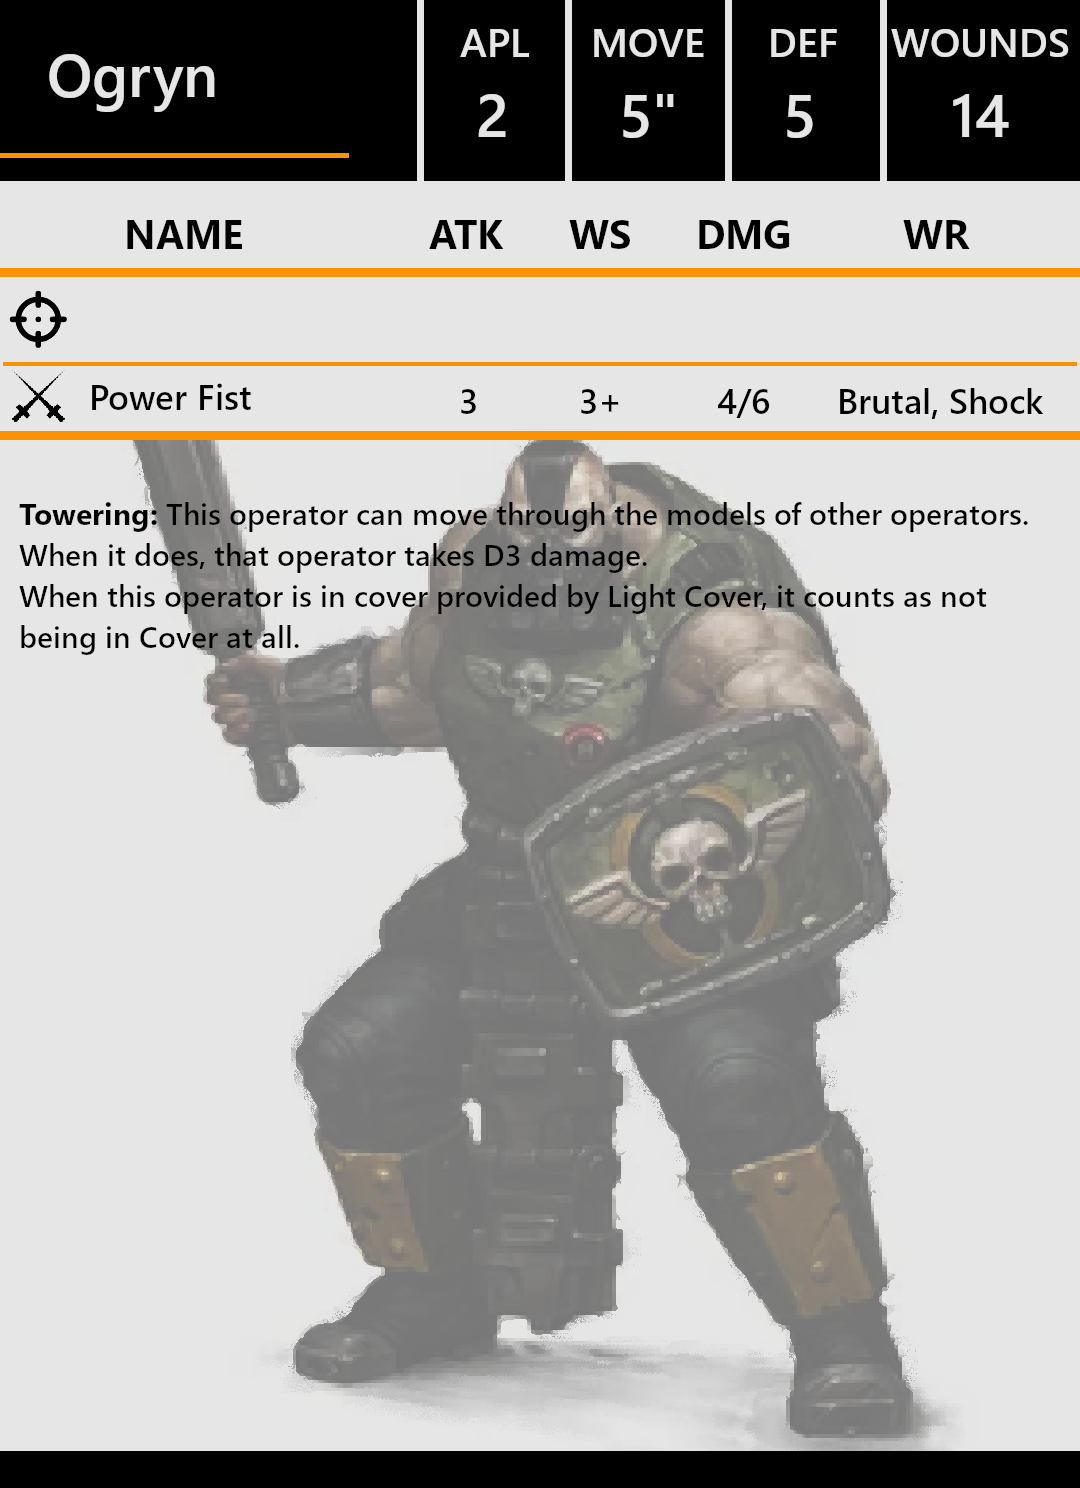 Ogryn
APL MOVE DEF WOUNDS
2 5" 5 14
NAME ATK WS DMG WR
Power Fist 3 3+ 4/6 Brutal, Shock
Towering: This operator can move through the models of other operators.
When it does, that operator takes D3 damage.
When this operator is in cover provided by Light Cover, it counts as not
being in Cover at all.